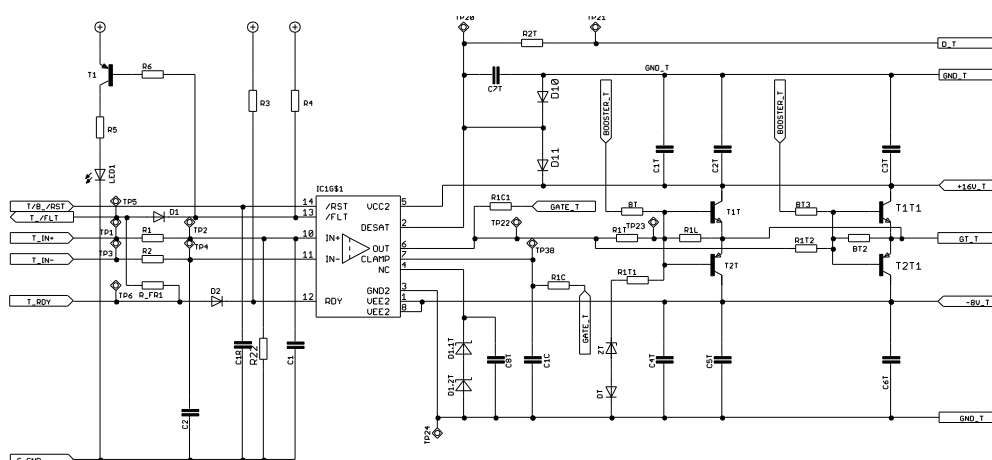 TP20
TP21
R2T
D_T
GND_T
GND_T
T1
R6
C7T
D10
R3
R4
BOOSTER_T
BOOSTER_T
R5
D11
C1T
C2T
C3T
LED1
IC1G$1
T/B_/RST
TP5
14
/RST
VCC2
5
+16V_T
T_/FLT
D1
13
/FLT
R1C1
GATE_T
BT
BT3
T1T
T1T1
TP1
TP2
DESAT
2
TP22
R1T
TP23
T_IN+
R1
10
IN+
R1L
GT_T
TP3
TP4
OUT
6
TP38
R1T2
BT2
T_IN-
R2
11
IN-
CLAMP
7
NC
4
T2T
T2T1
TP6
R_FR1
D2
GND2
3
R1C
R1T1
T_RDY
12
RDY
VEE2
1
-8V_T
VEE2
8
GATE_T
C1R
R22
C1
D1.1T
D1.2T
C8T
C1C
ZT
DT
C4T
C5T
C6T
C2
TP24
GND_T